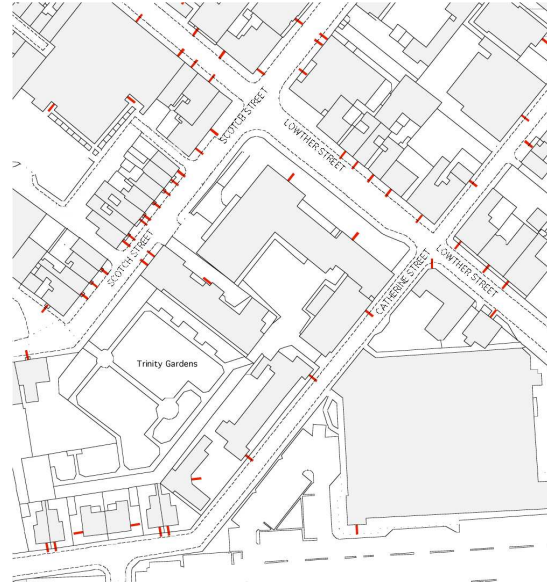 SCOTCH STREET
LOWTHER STREET
SCOTCH STREET
CATHERINE STREET
LOWTHER STREET
Trinity Gardens